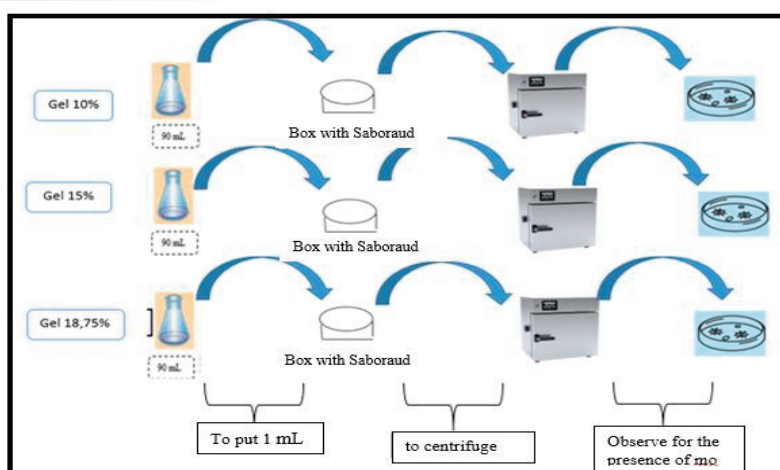 Gel 10%
90 mL
Box with Saboraud
Gel 15%
90 mL
Box with Saboraud
Gel 18,75%
90 mL
Box with Saboraud
To put 1 mL
to centrifuge
Observe for the
presence of mo